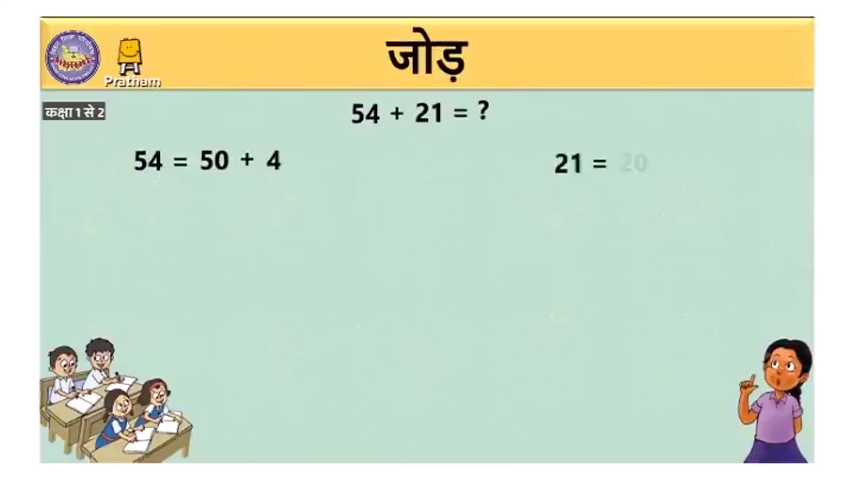 जोड़
Pratham
कक्षा 1 से 2
54 + 21 = ?
54 = 50 + 4
21 = 20